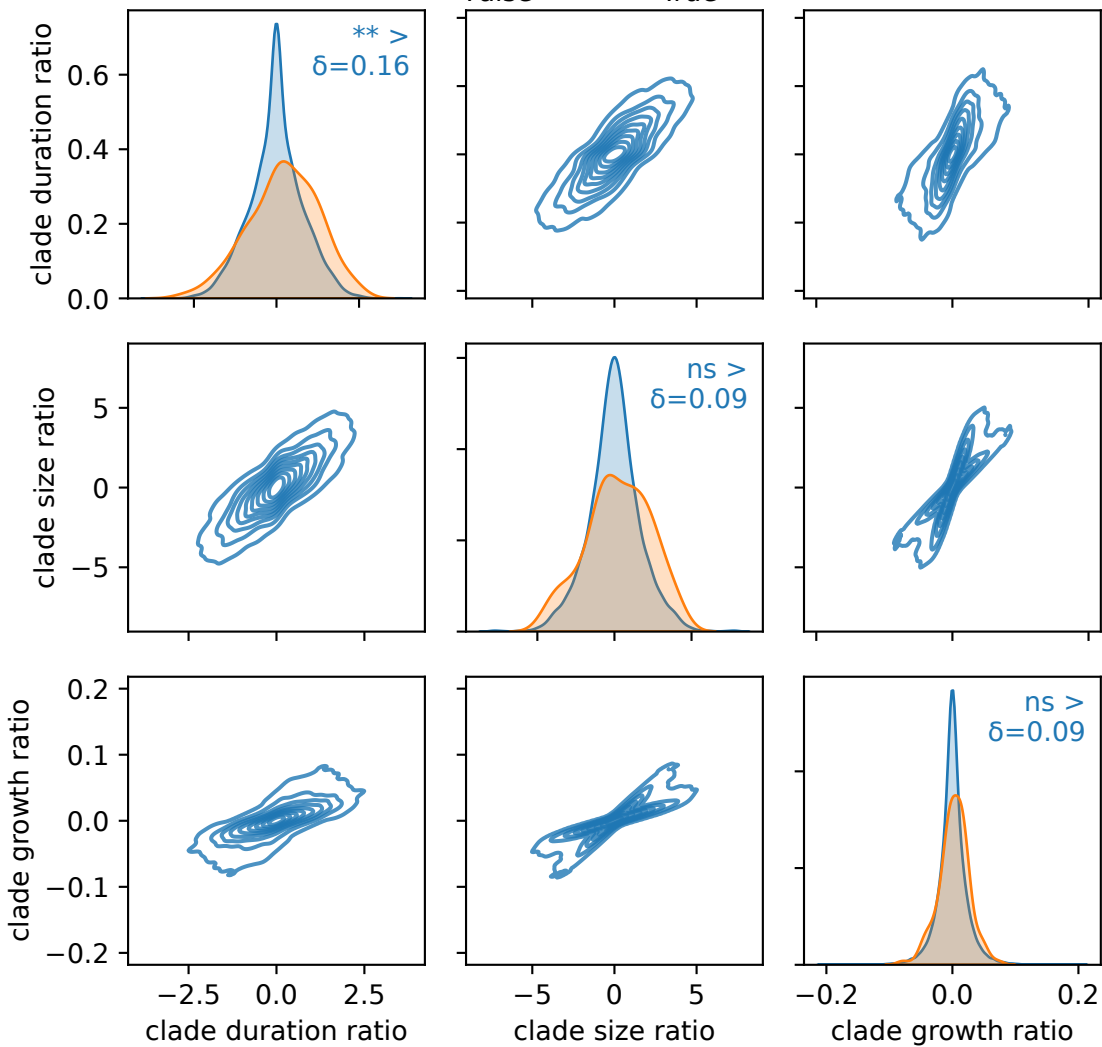 ** >
δ=0.16
clade duration ratio
0.6
0.4
0.2
0.0
ns >
δ=0.09
clade size ratio
5
0
−5
ns >
δ=0.09
clade growth ratio
0.2
0.1
0.0
−0.1
−0.2
−2.5 0.0 2.5
−5 0 5
−0.2 0.0 0.2
clade duration ratio
clade size ratio
clade growth ratio